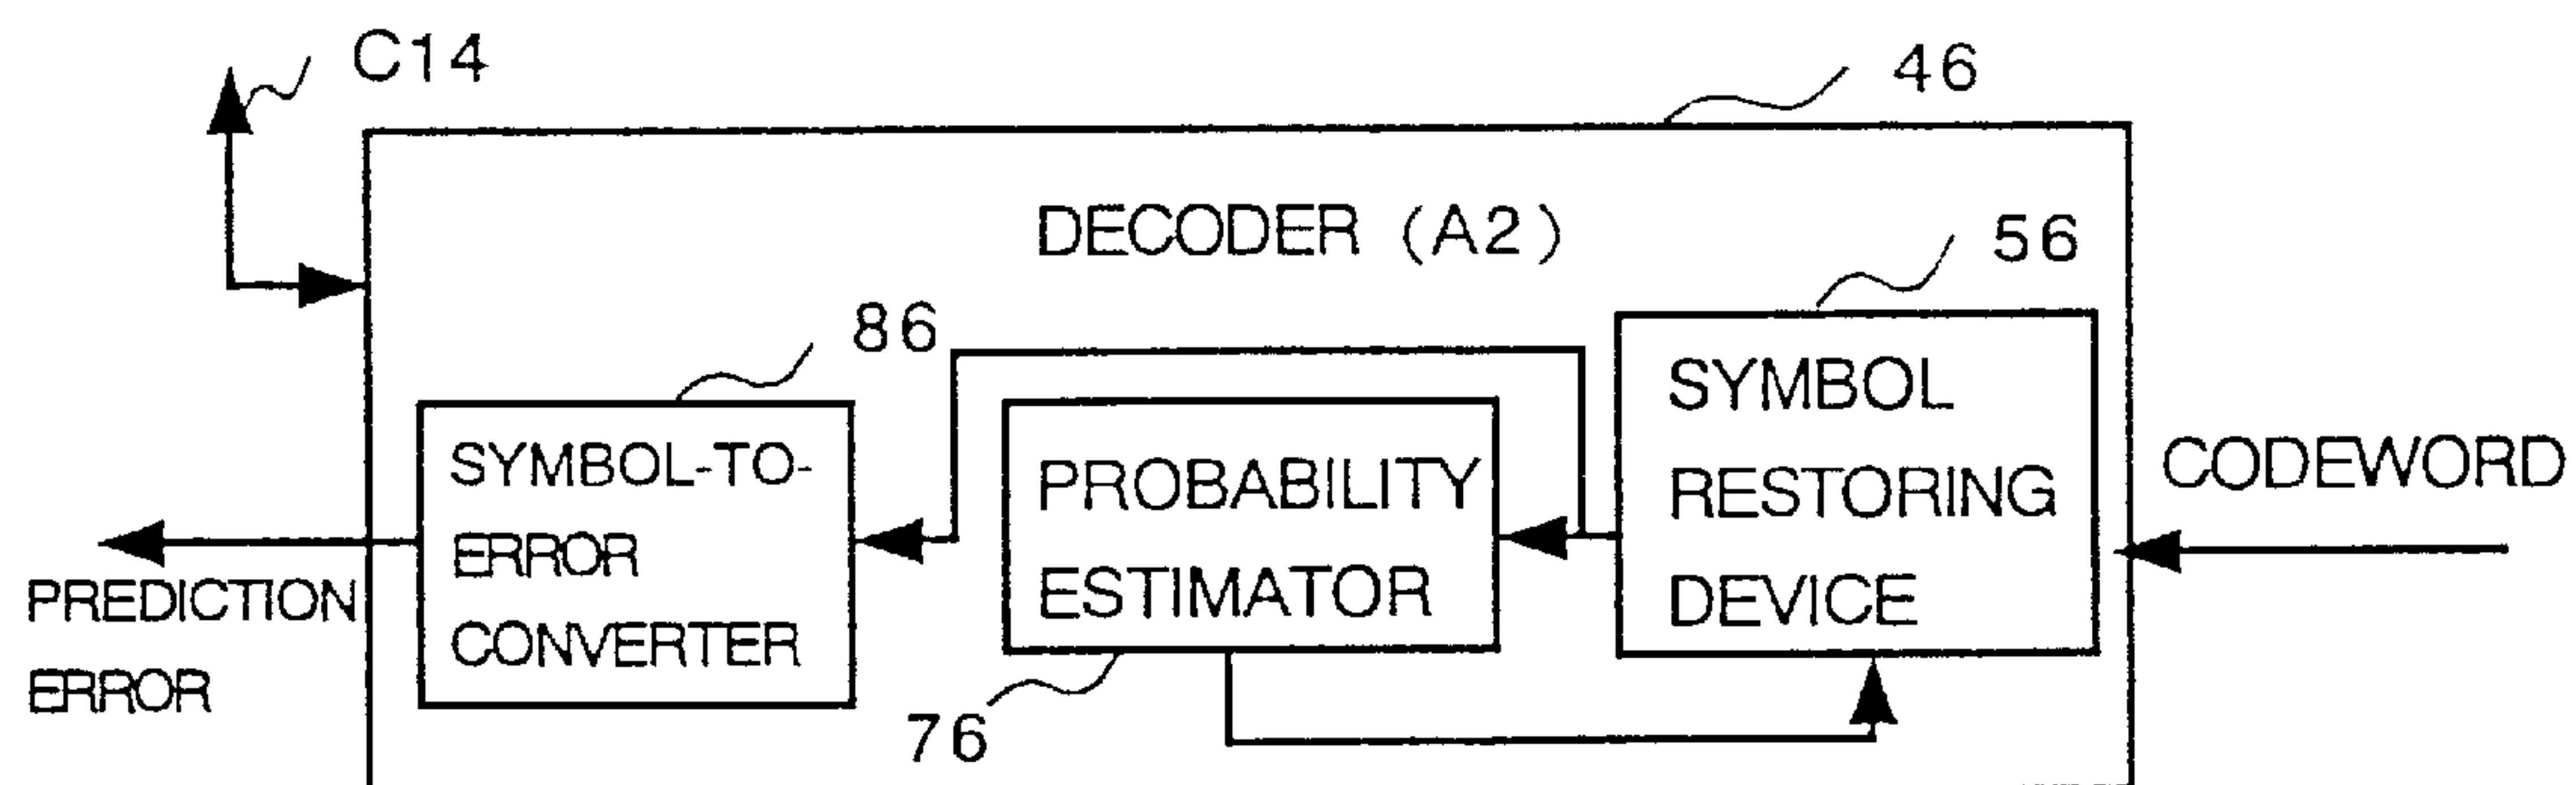 C14
46
DECODER (A2)
56
86
SYMBOL
RESTORING
DEVICE
SYMBOL-TO-
ERROR
CONVERTER
PROBABILITY
ESTIMATOR
CODEWORD
PREDICTION
ERROR
76